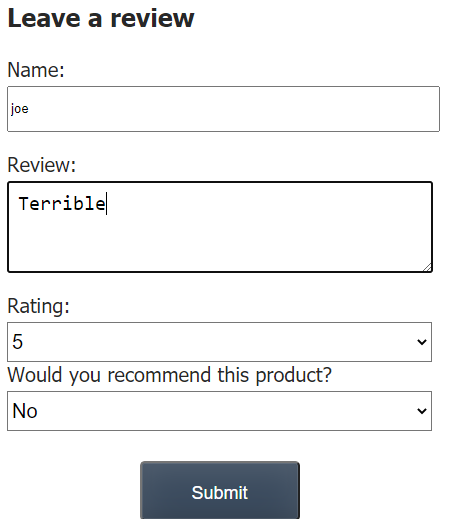 Leave a review
Name:
joe
Review:
Terrible
Rating:
5
Would you recommend this product?
No
Submit